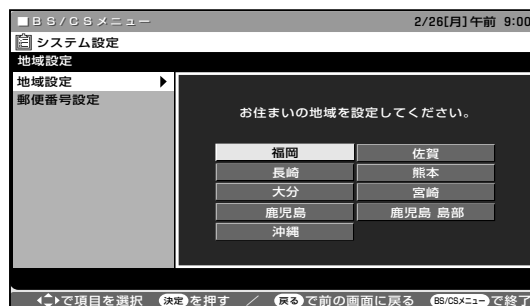 ■BS/CSメニュー 2/26[月]午前 9:00
システム設定
地域設定
地域設定 ▶
郵便番号設定
お住まいの地域を設定してください。
福岡 佐賀
長崎 熊本
大分 宮崎
鹿児島 鹿児島 島部
沖縄
で項目を選択 決定を押す / 戻るで前の画面に戻る BS/CSメニューで終了